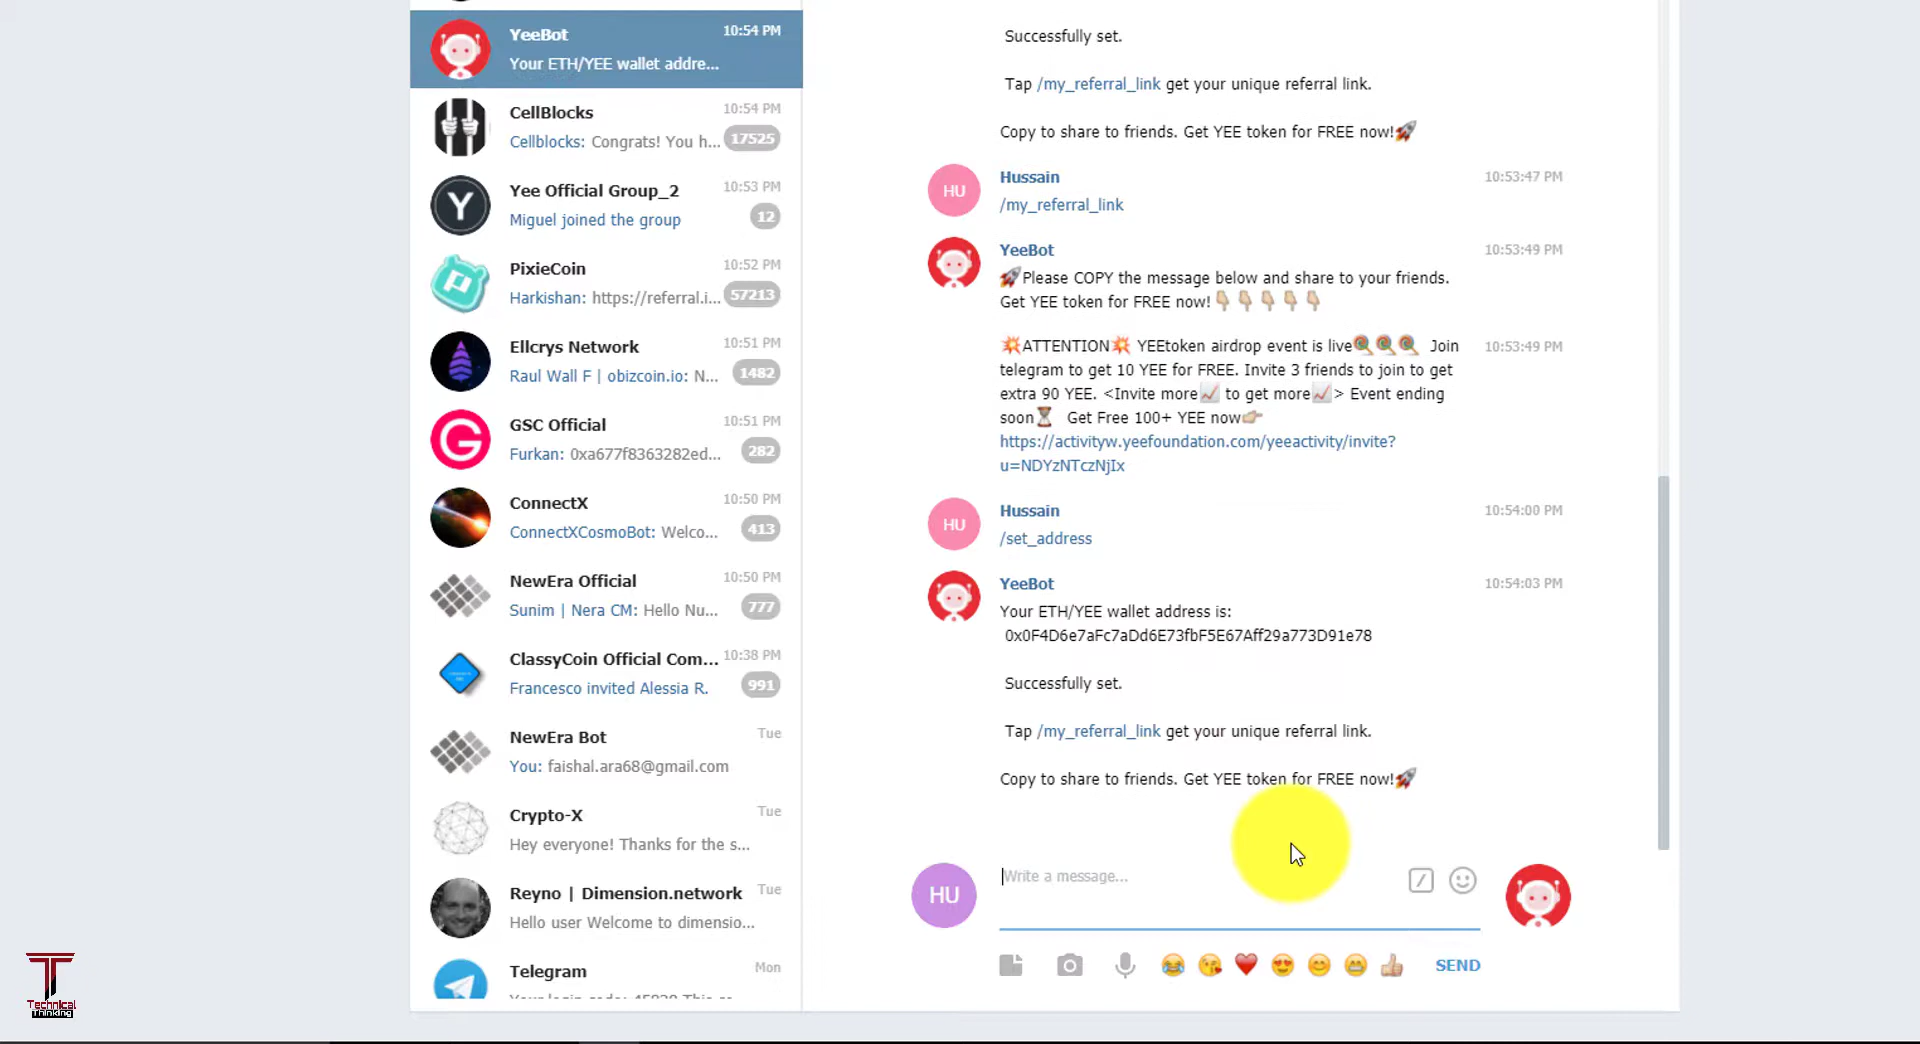 YeeBot
10:54 PM
Your ETH/YEE wallet addre...
CellBlocks
10:54 PM
Cellblocks: Congrats! You h...
17525
Yee Official Group_2
10:53 PM
Miguel joined the group
12
PixieCoin
10:52 PM
Harkishan: https://referral.i...
57213
Ellcrys Network
10:51 PM
Raul Wall F | obizcoin.io: N...
1482
GSC Official
10:51 PM
Furkan: 0xa677f8363282ed...
282
ConnectX
10:50 PM
ConnectXCosmoBot: Welco...
413
NewEra Official
10:50 PM
Sunim | Nera CM: Hello Nu...
777
ClassyCoin Official Com...
10:38 PM
Francesco invited Alessia R.
991
NewEra Bot
Tue
You: faishal.ara68@gmail.com
Crypto-X
Tue
Hey everyone! Thanks for the s...
Reyno | Dimension.network
Tue
Hello user Welcome to dimensio...
Telegram
Mon
Successfully set.
Tap /my_referral_link get your unique referral link.
Copy to share to friends. Get YEE token for FREE now!🚀
HU
Hussain
10:53:47 PM
/my_referral_link
YeeBot
10:53:49 PM
🚀Please COPY the message below and share to your friends.
Get YEE token for FREE now!👇🏼👇🏼👇🏼👇🏼👇🏼
💥ATTENTION💥 YEEtoken airdrop event is live🍭🍭🍭 Join
10:53:49 PM
telegram to get 10 YEE for FREE. Invite 3 friends to join to get
extra 90 YEE. <Invite more📈 to get more📈> Event ending
soon⏳ Get Free 100+ YEE now👉🏼
https://activityw.yeefoundation.com/yeeactivity/invite?
u=NDYzNTczNjIx
HU
Hussain
10:54:00 PM
/set_address
YeeBot
10:54:03 PM
Your ETH/YEE wallet address is:
0x0F4D6e7aFc7aDd6E73fbF5E67Aff29a773D91e78
Successfully set.
Tap /my_referral_link get your unique referral link.
Copy to share to friends. Get YEE token for FREE now!🚀
HU
Write a message...
SEND
Technical
Thinking